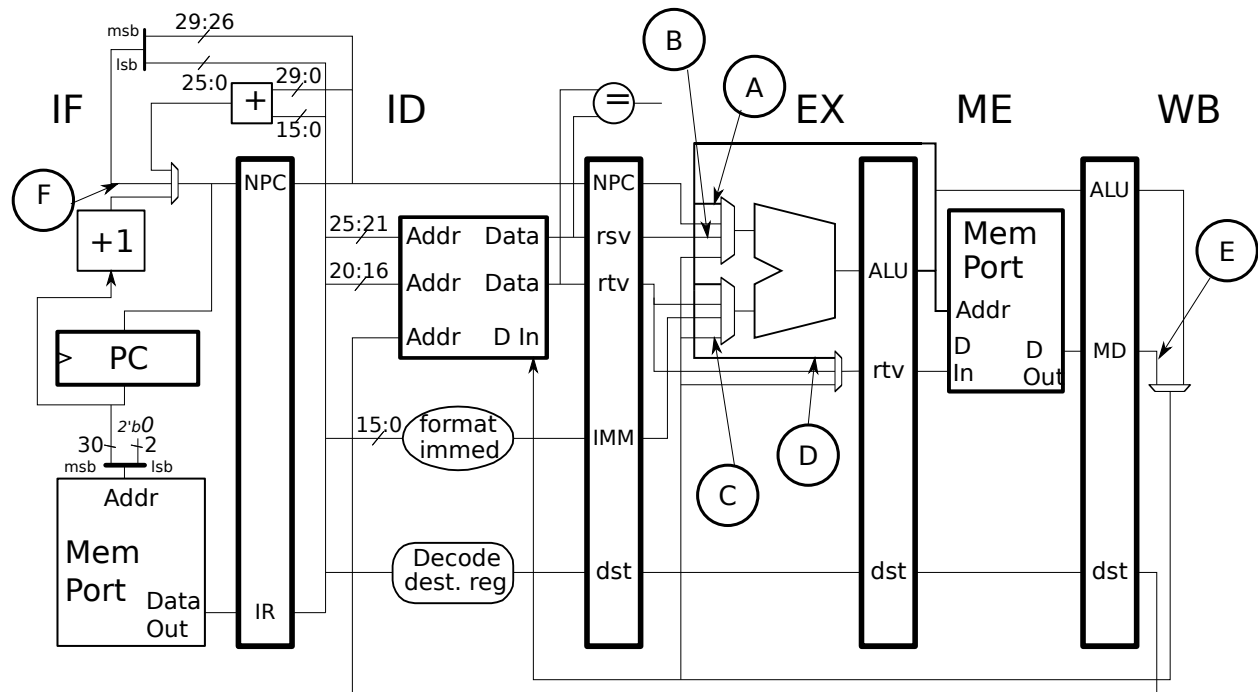 msb
29:26
lsb
25:0
29:0
+
15:0
IF
ID
=
B
A
EX
ME
WB
F
NPC
+1
25:21
Addr
Data
20:16
Addr
Data
Addr
D In
NPC
rsv
rtv
ALU
Mem
Port
Addr
D
In
D
Out
ALU
E
MD
PC
rtv
2'b0
30
2
msb
lsb
Addr
Mem
Port
Data
Out
IR
15:0
format
immed
IMM
C
D
Decode
dest. reg
dst
dst
dst